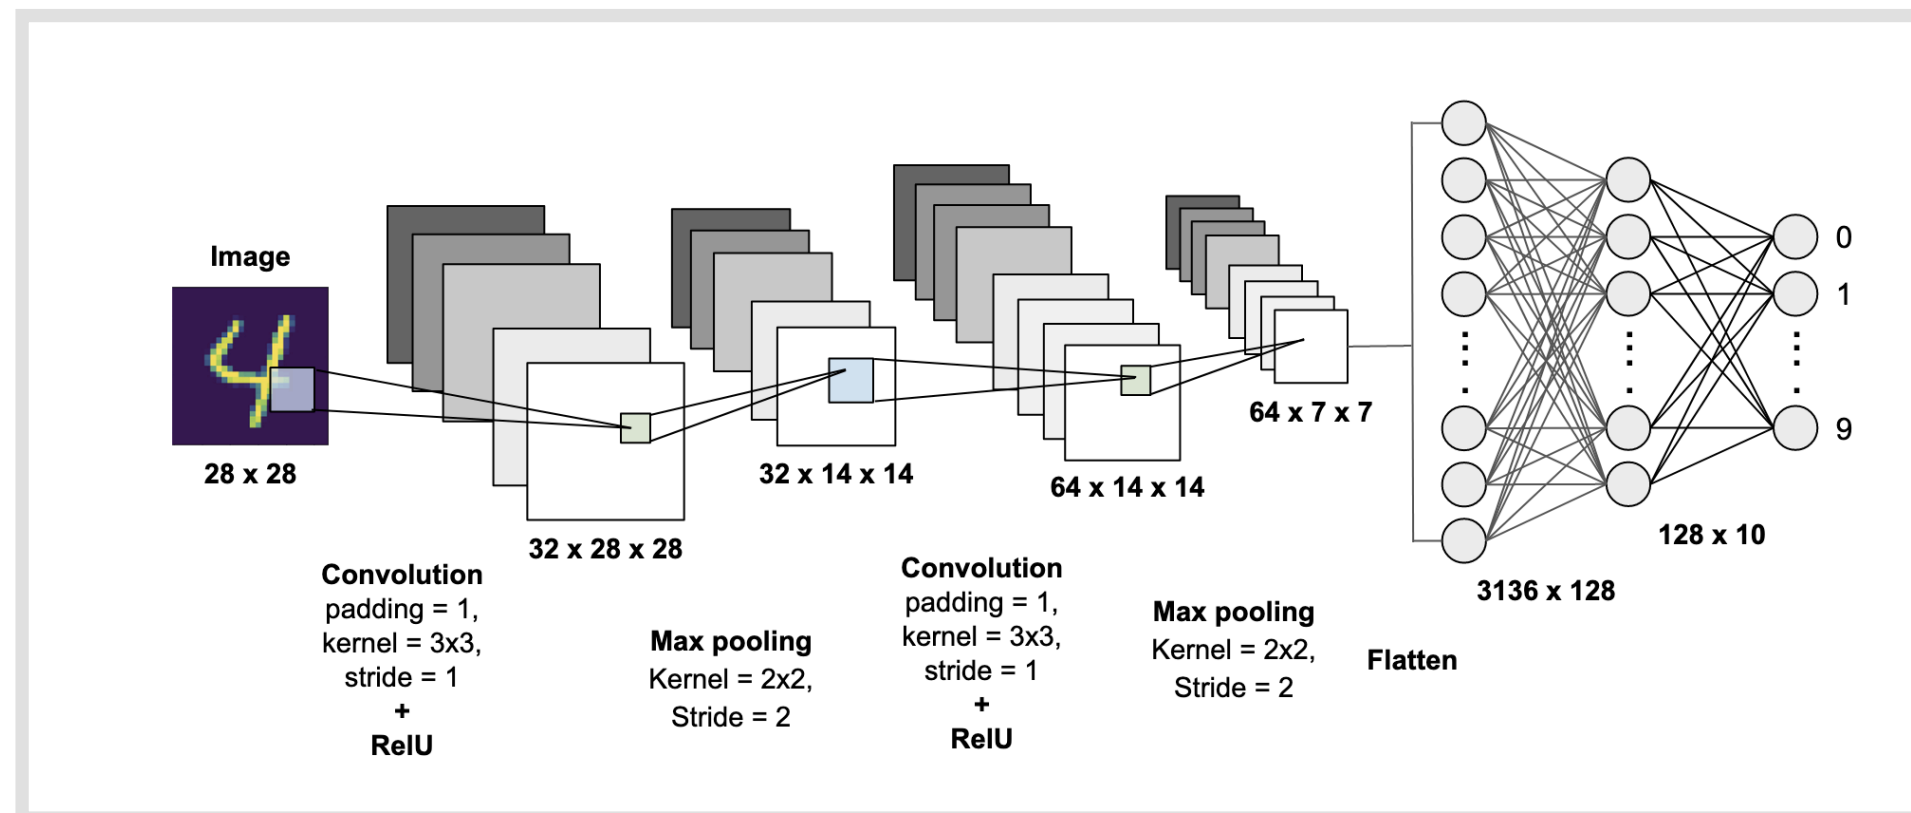 Image
28 x 28
32 x 28 x 28
Convolution
padding = 1,
kernel = 3x3,
stride = 1
+
RelU
32 x 14 x 14
Max pooling
Kernel = 2x2,
Stride = 2
64 x 14 x 14
Convolution
padding = 1,
kernel = 3x3,
stride = 1
+
RelU
64 x 7 x 7
Max pooling
Kernel = 2x2,
Stride = 2
Flatten
3136 x 128
128 x 10
0
1
9